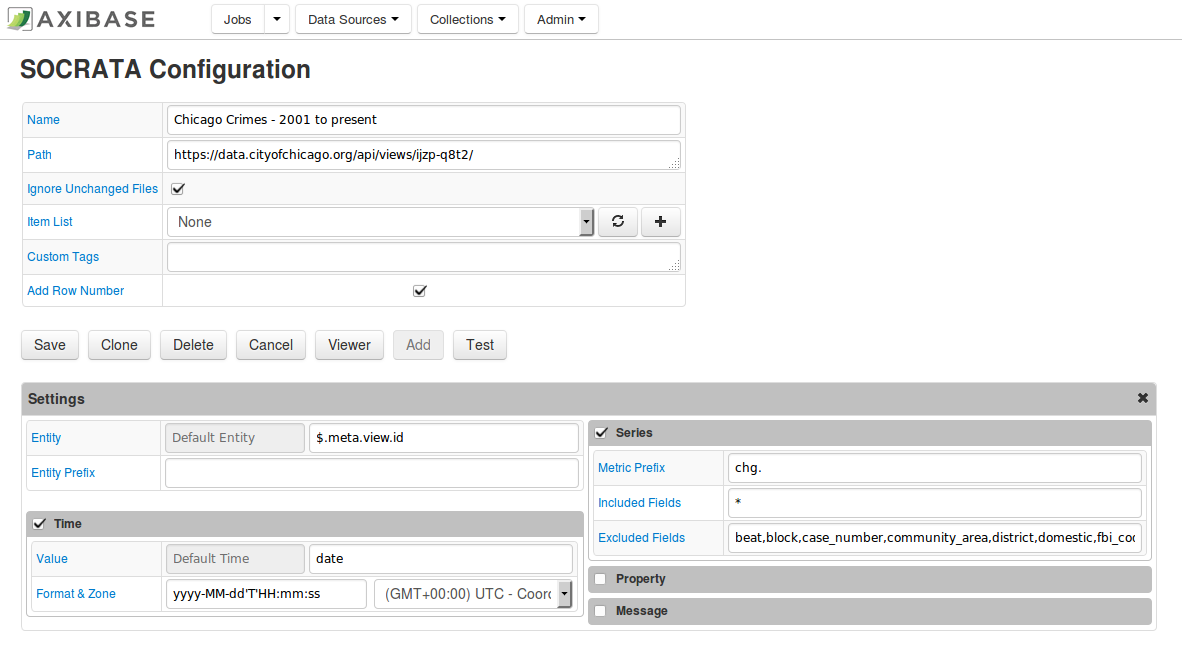 AXIBASE
Jobs
Data Sources
Collections
Admin
SOCRATA Configuration
Name
Chicago Crimes - 2001 to present
Path
https://data.cityofchicago.org/api/views/ijzp-q8t2/
Ignore Unchanged Files
Item List
None
Custom Tags
Add Row Number
Save
Clone
Delete
Cancel
Viewer
Add
Test
Settings
Entity
Default Entity
$.meta.view.id
Entity Prefix
Time
Value
Default Time
date
Format & Zone
yyyy-MM-dd'T'HH:mm:ss
(GMT+00:00) UTC - Coord
Series
Metric Prefix
chg.
Included Fields
*
Excluded Fields
beat,block,case_number,community_area,district,domestic,fbi_cod
Property
Message